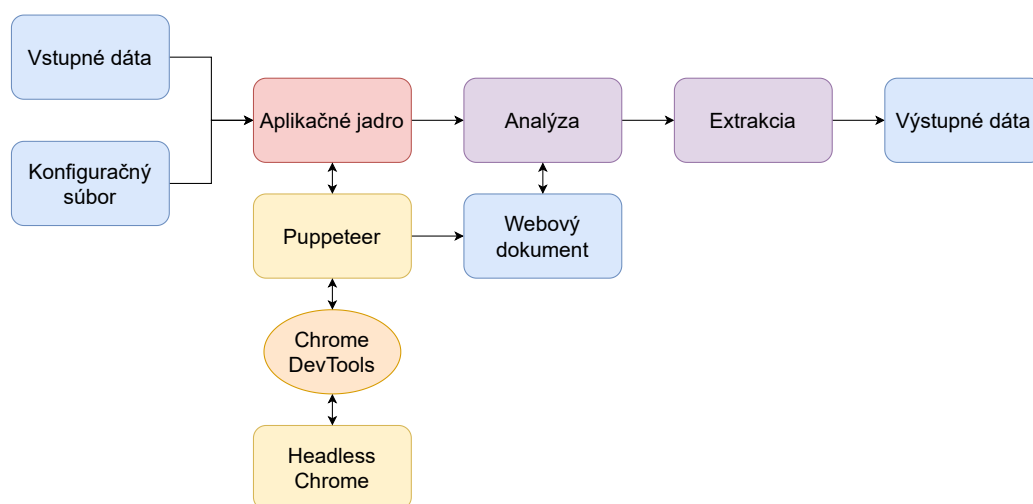 Vstupné dáta
Konfiguračný
súbor
Aplikačné jadro
Analýza
Extrakcia
Výstupné dáta
Puppeteer
Webový
dokument
Chrome
DevTools
Headless
Chrome